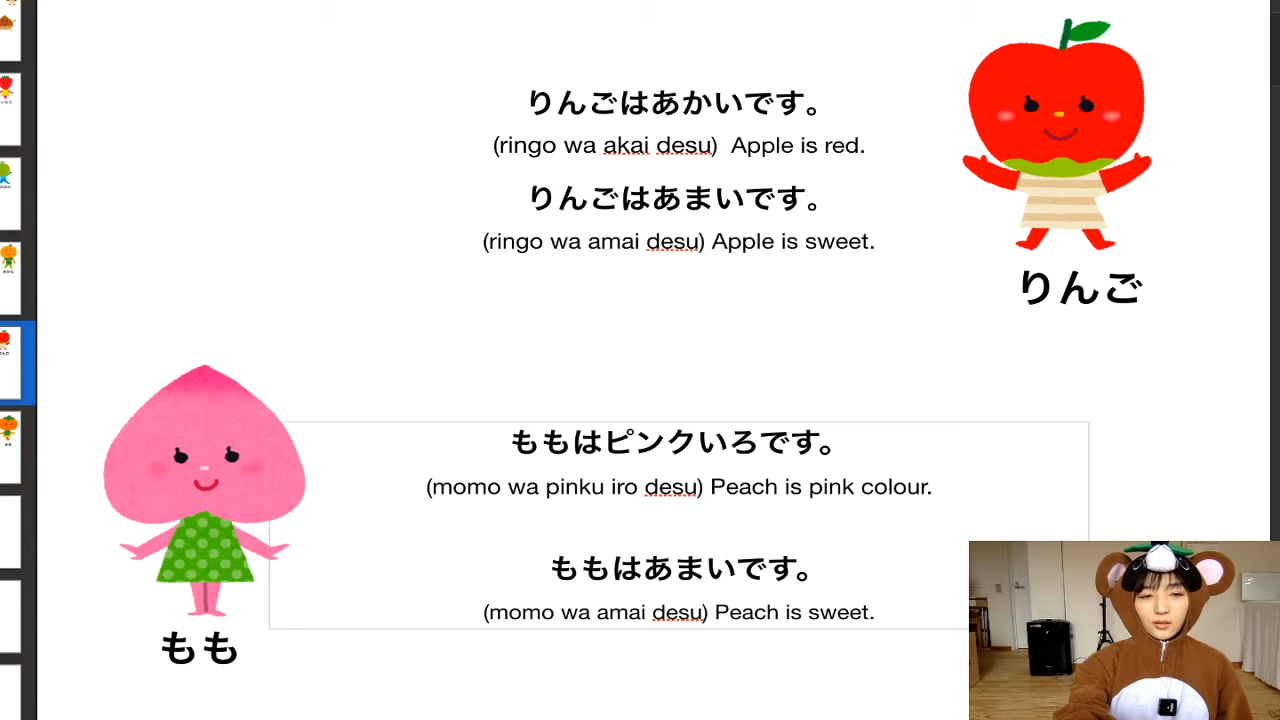 りんごはあかいです。
(ringo wa akai desu) Apple is red.
りんごはあまいです。
(ringo wa amai desu) Apple is sweet.
りんご
ももはピンクいろです。
(momo wa pinku iro desu) Peach is pink colour.
ももはあまいです。
(momo wa amai desu) Peach is sweet.
もも